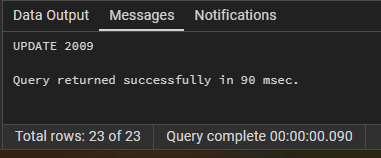 Data Output Messages Notifications
UPDATE 2009
Query returned successfully in 90 msec.
Total rows: 23 of 23 Query complete 00:00:00.090